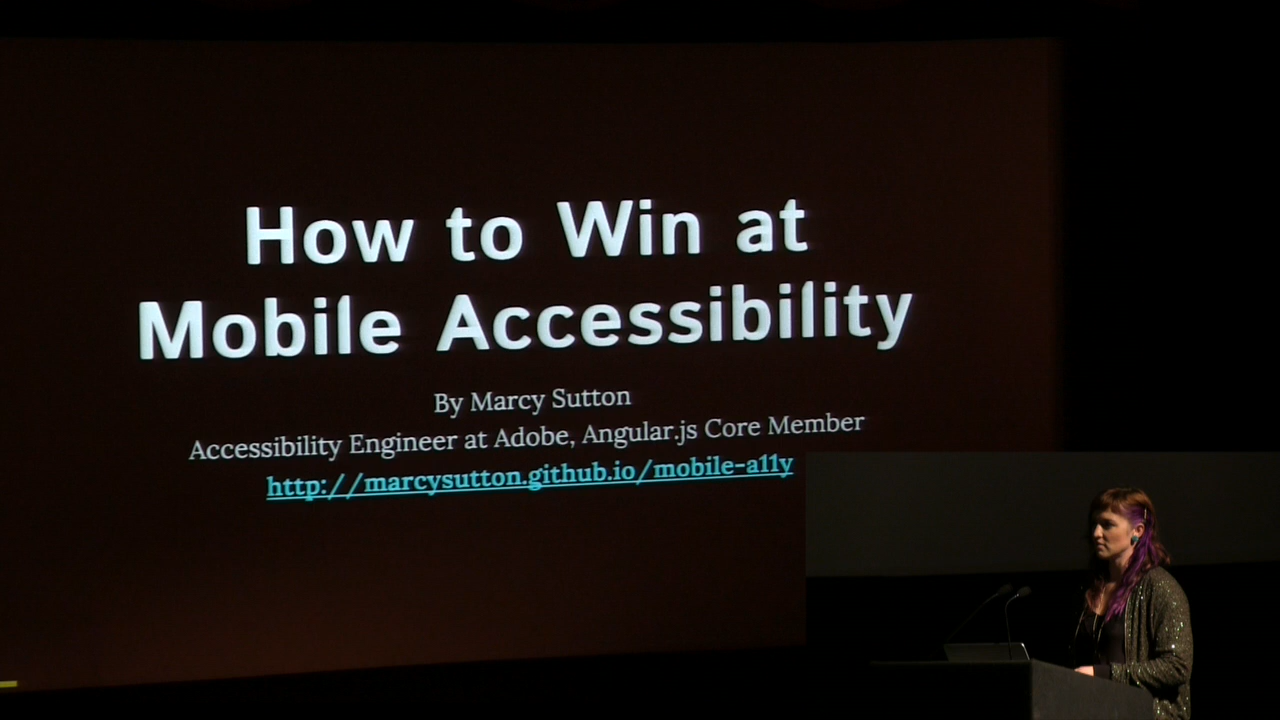 How to Win at
Mobile Accessibility
By Marcy Sutton
Accessibility Engineer at Adobe, Angular.js Core Member
http://marcysutton.github.io/mobile-a11y